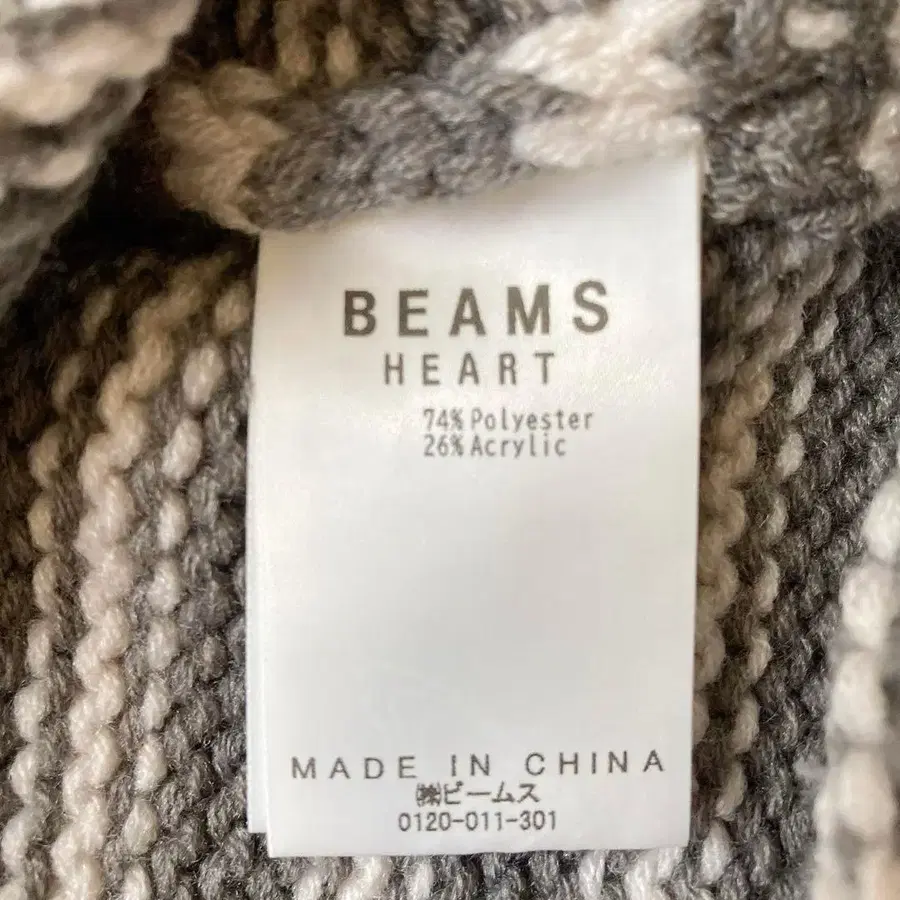 BEAMS
HEART
74% Polyester
26% Acrylic
MADE IN CHINA
㈱ビームス
0120-011-301